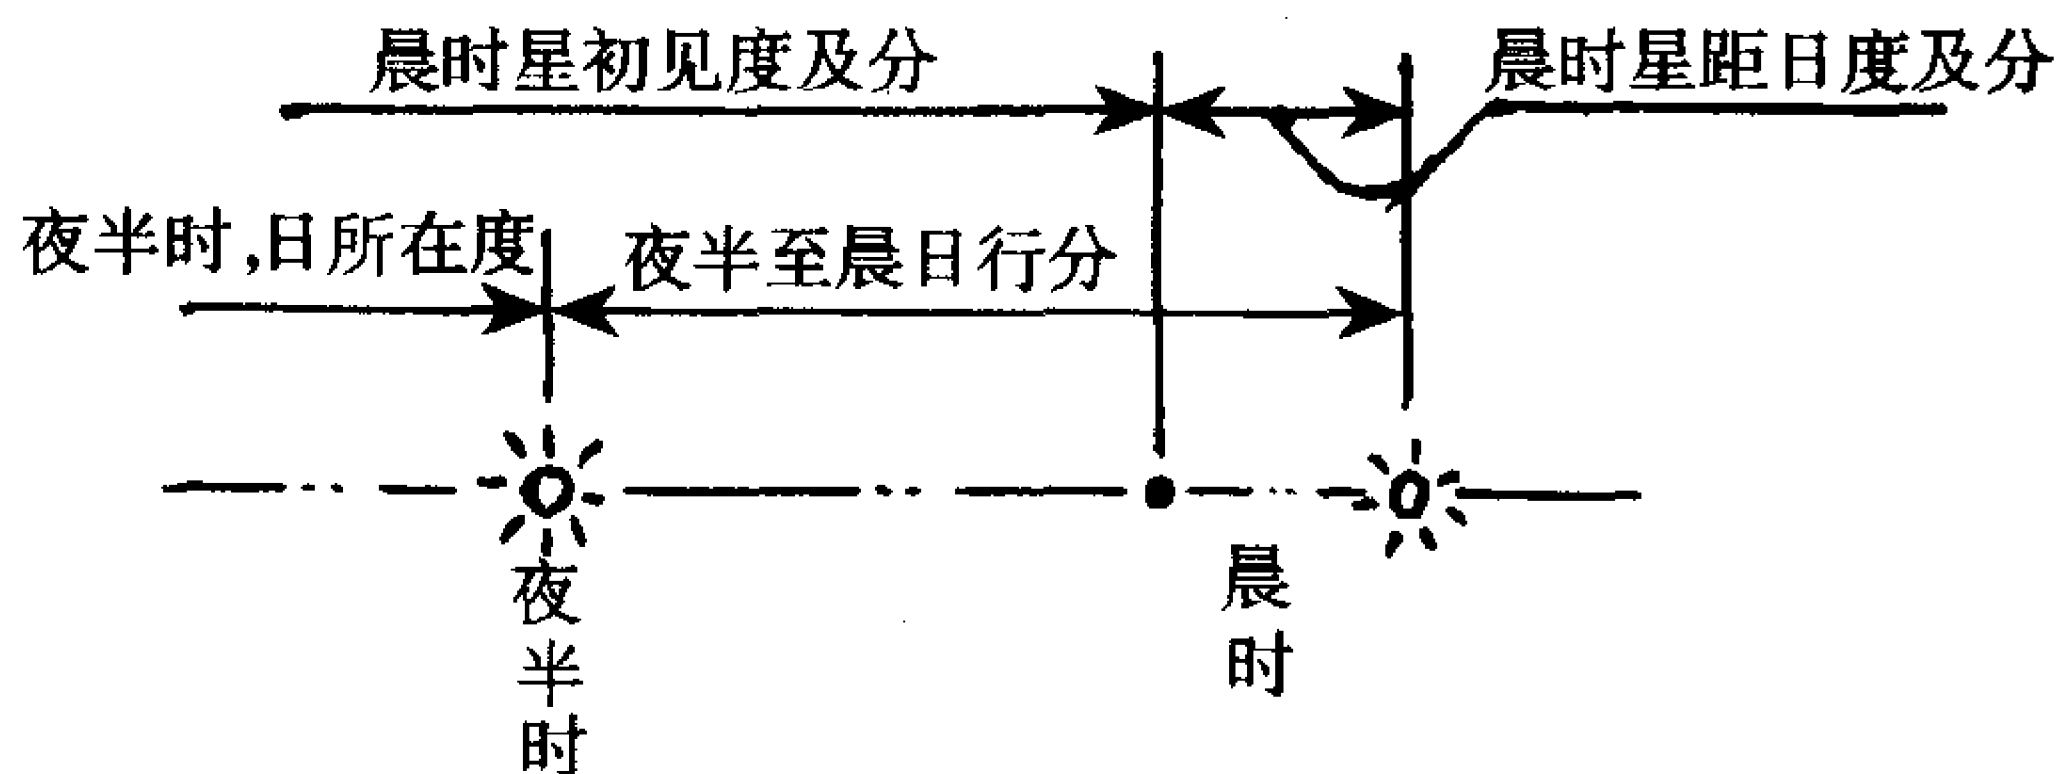 晨时星初见度及分
晨时星距日度及分
夜半时,日所在度
夜半至晨日行分
夜半时
晨时